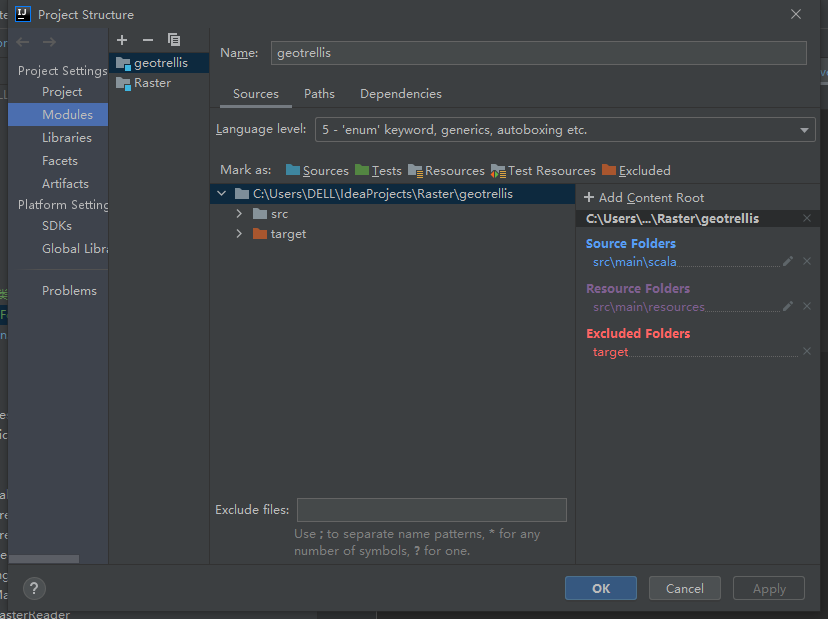 Project Structure
Project Settings
Project
Modules
Libraries
Facets
Artifacts
Platform Setting
SDKs
Global Libra
Problems
geotrellis
Raster
Name: geotrellis
Sources Paths Dependencies
Language level: 5 - 'enum' keyword, generics, autoboxing etc.
Mark as: Sources Tests Resources Test Resources Excluded
C:\Users\DELL\IdeaProjects\Raster\geotrellis
src
target
+ Add Content Root
C:\Users\...\Raster\geotrellis
Source Folders
src\main\scala
Resource Folders
src\main\resources
Excluded Folders
target
Exclude files:
Use ; to separate name patterns, * for any
number of symbols, ? for one.
? OK Cancel Apply
asterReader